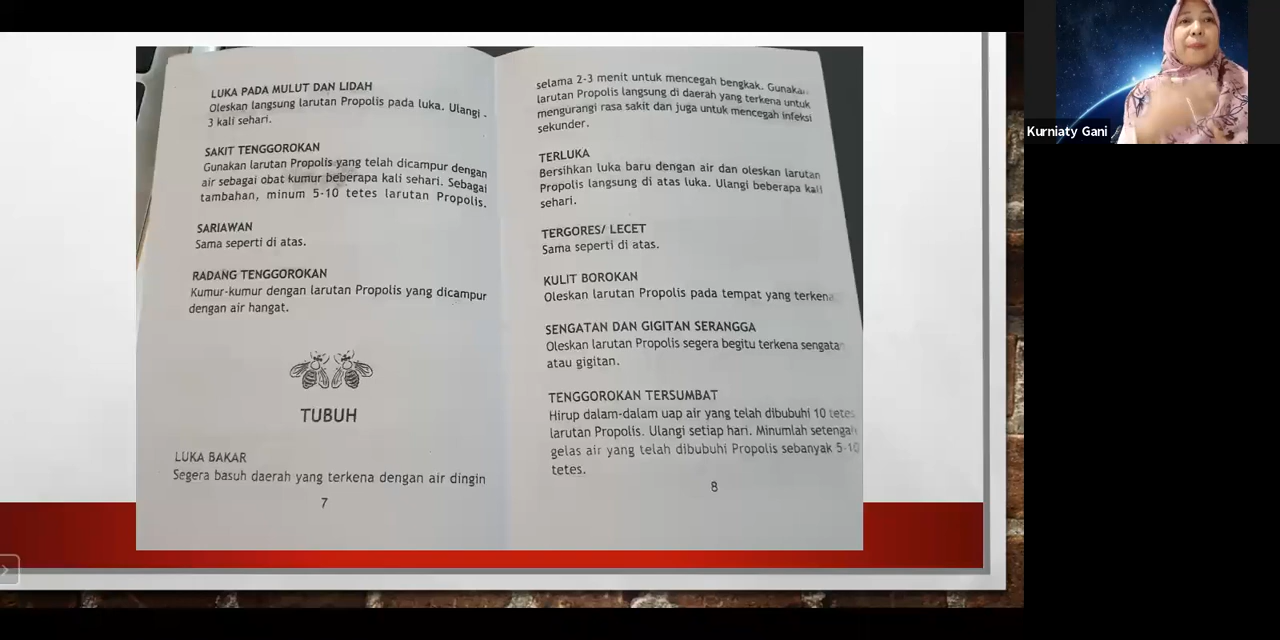 LUKA PADA MULUT DAN LIDAH
Oleskan langsung larutan Propolis pada luka. Ulangi
3 kali sehari.
SAKIT TENGGOROKAN
Gunakan larutan Propolis yang telah dicampur dengan
air sebagai obat kumur beberapa kali sehari. Sebagai
tambahan, minum 5-10 tetes larutan Propolis.
SARIAWAN
Sama seperti di atas.
RADANG TENGGOROKAN
Kumur-kumur dengan larutan Propolis yang dicampur
dengan air hangat.
TUBUH
LUKA BAKAR
Segera basuh daerah yang terkena dengan air dingin
7
selama 2-3 menit untuk mencegah bengkak. Gunakan
larutan Propolis langsung di daerah yang terkena untuk
mengurangi rasa sakit dan juga untuk mencegah infeksi
sekunder.
TERLUKA
Bersihkan luka baru dengan air dan oleskan larutan
Propolis langsung di atas luka. Ulangi beberapa kali
sehari.
TERGORES/ LECET
Sama seperti di atas.
KULIT BOROKAN
Oleskan larutan Propolis pada tempat yang terkena
SENGATAN DAN GIGITAN SERANGGA
Oleskan larutan Propolis segera begitu terkena sengatan
atau gigitan.
TENGGOROKAN TERSUMBAT
Hirup dalam-dalam uap air yang telah dibubuhi 10 tetes
larutan Propolis. Ulangi setiap hari. Minumlah setengah
gelas air yang telah dibubuhi Propolis sebanyak 5-10
tetes.
8
Kurniaty Gani